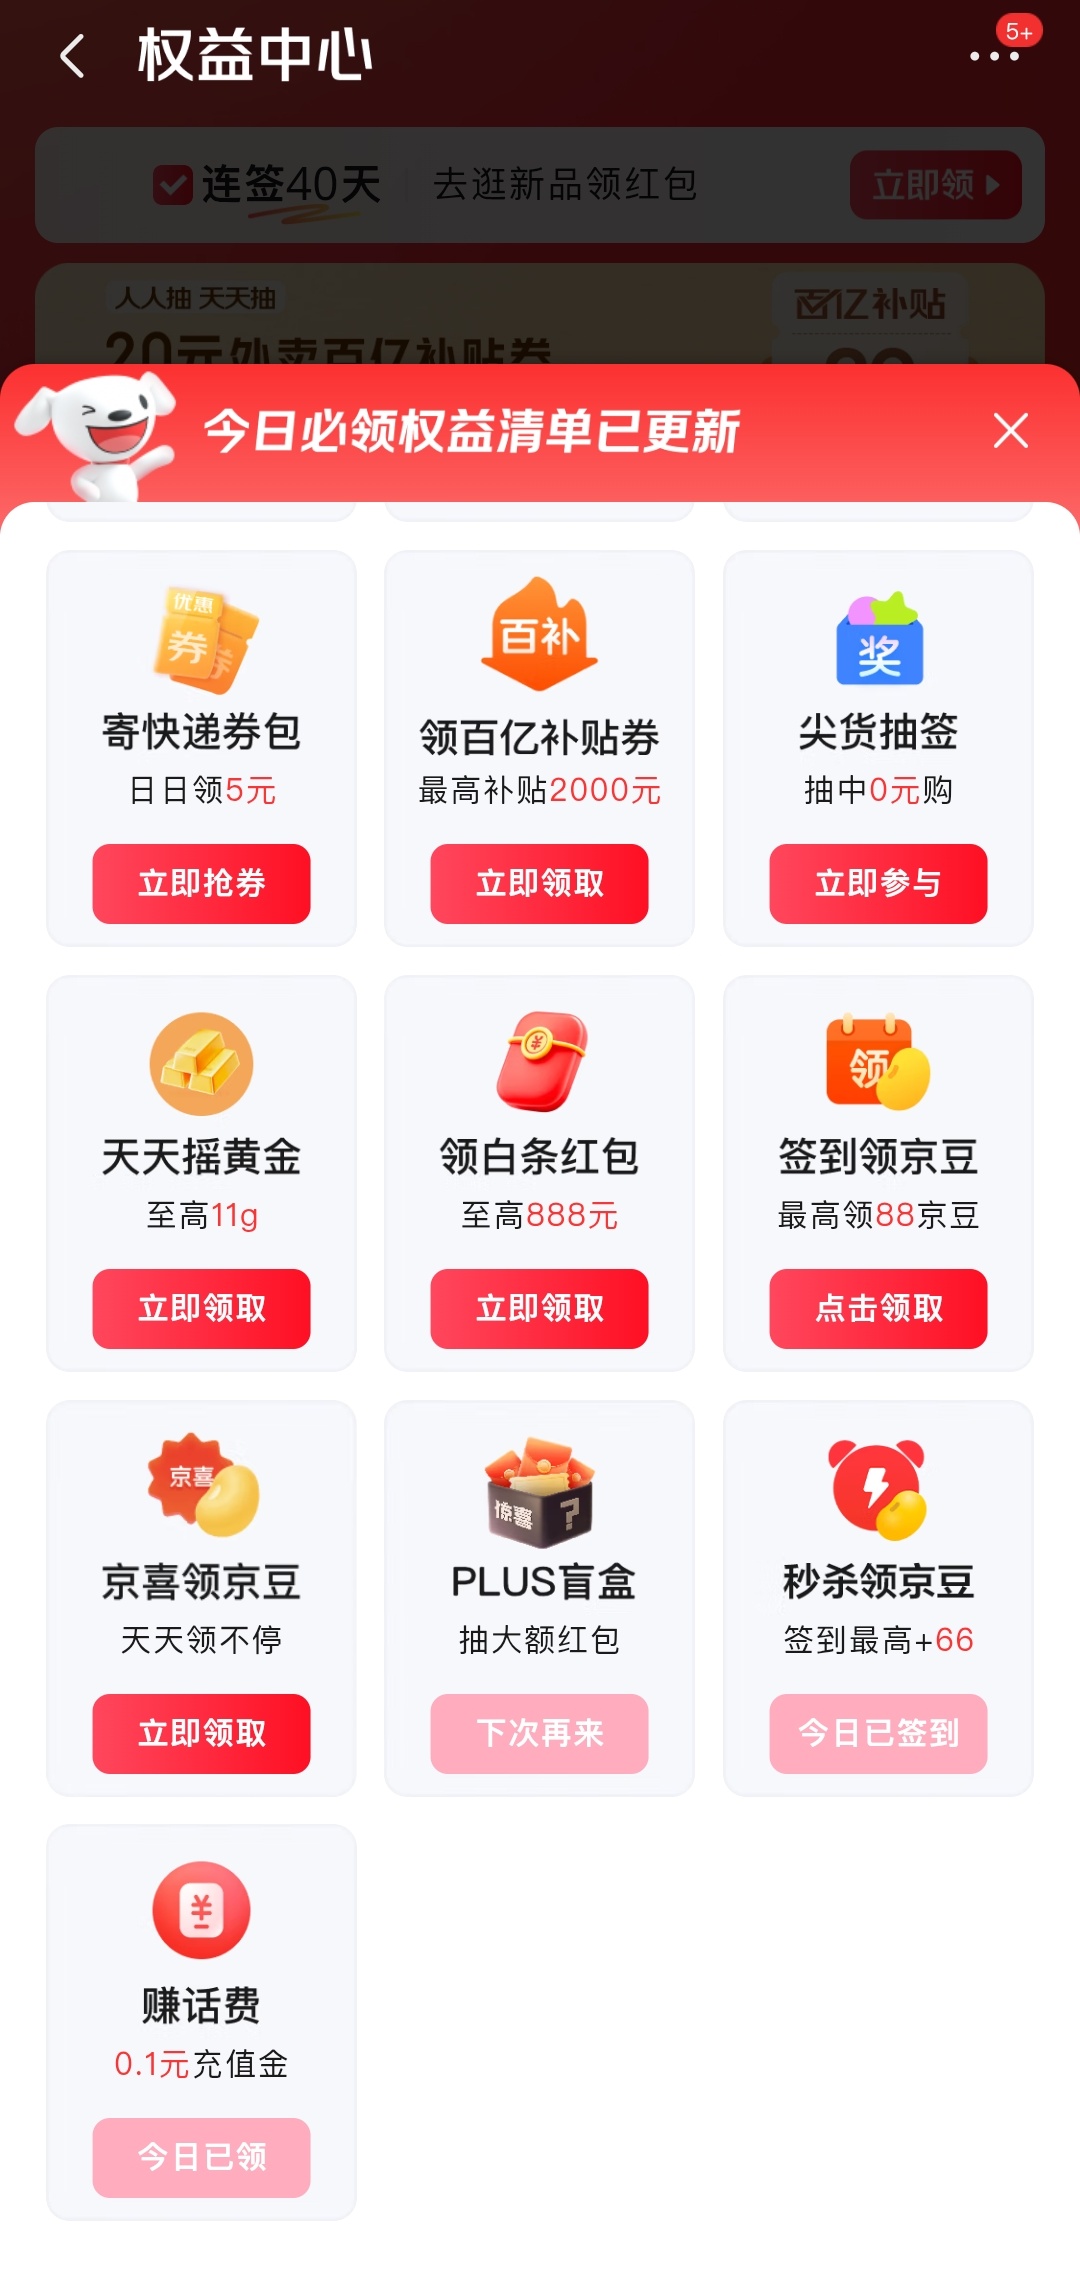 权益中心
5+
连签40天
去逛新品领红包
立即领
人人抽 天天抽
百亿补贴
20元外卖百亿补贴券
今日必领权益清单已更新
优惠
券
券
百补
奖
寄快递券包
领百亿补贴券
尖货抽签
日日领5元
最高补贴2000元
抽中0元购
立即抢券
立即领取
立即参与
领
天天摇黄金
领白条红包
签到领京豆
至高11g
至高888元
最高领88京豆
立即领取
立即领取
点击领取
京喜
惊喜
?
京喜领京豆
PLUS盲盒
秒杀领京豆
天天领不停
抽大额红包
签到最高+66
立即领取
下次再来
今日已签到
¥
赚话费
0.1元充值金
今日已领